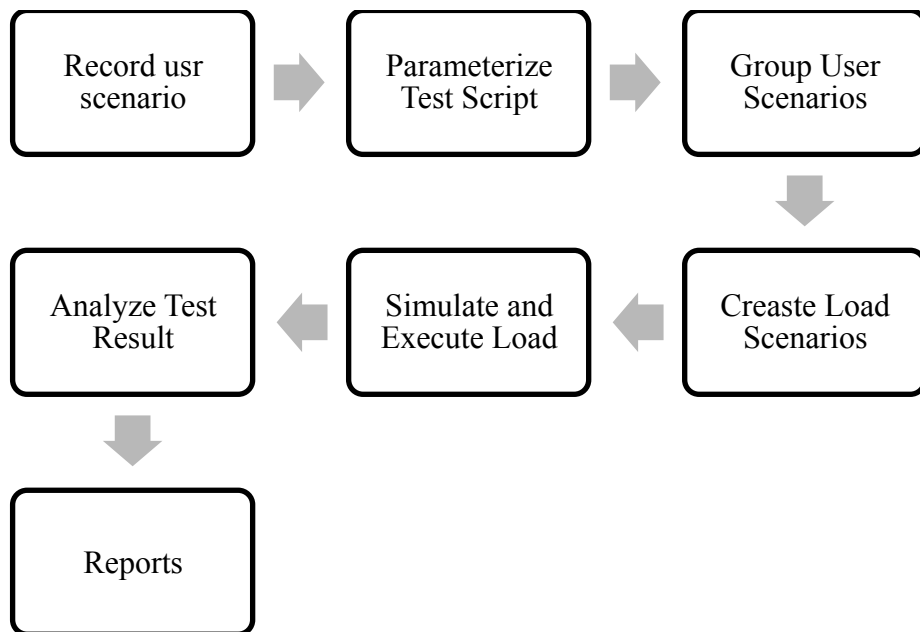 Record usr
scenario
Parameterize
Test Script
Group User
Scenarios
Creaste Load
Scenarios
Simulate and
Execute Load
Analyze Test
Result
Reports